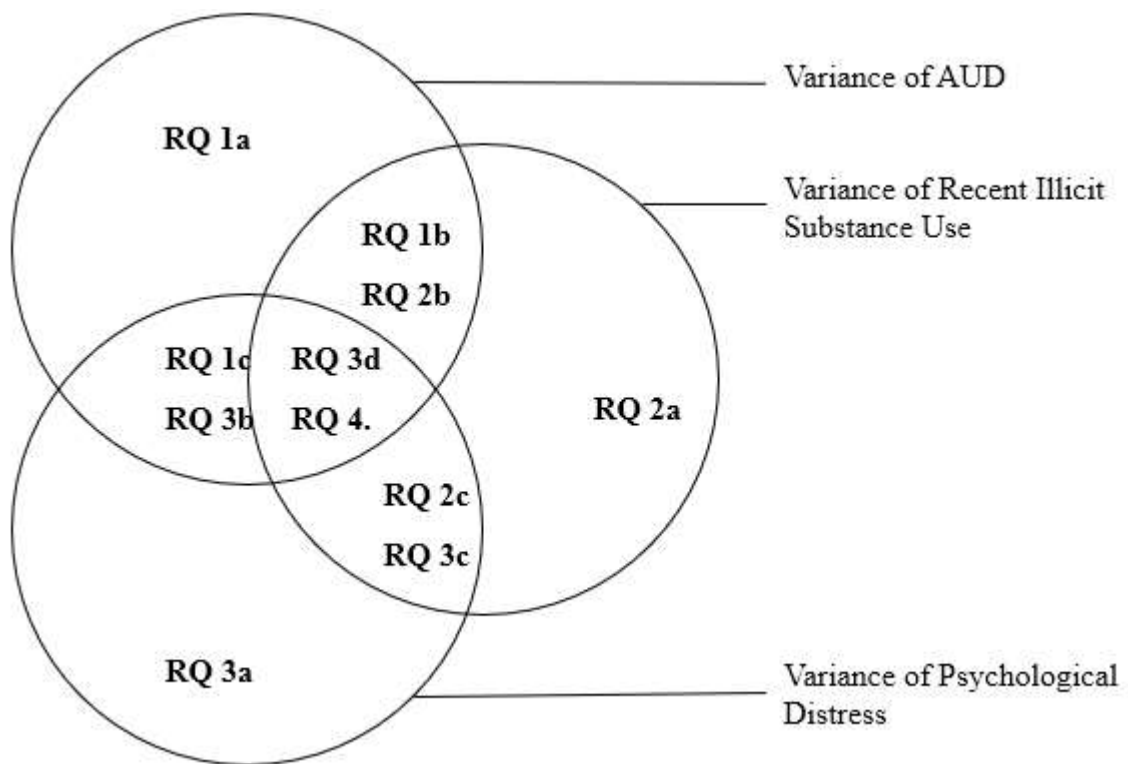 Variance of AUD
RQ 1a
Variance of Recent Illicit
Substance Use
RQ 1b
RQ 2b
RQ 1c
RQ 3d
RQ 3b
RQ 4.
RQ 2a
RQ 2c
RQ 3c
RQ 3a
Variance of Psychological
Distress